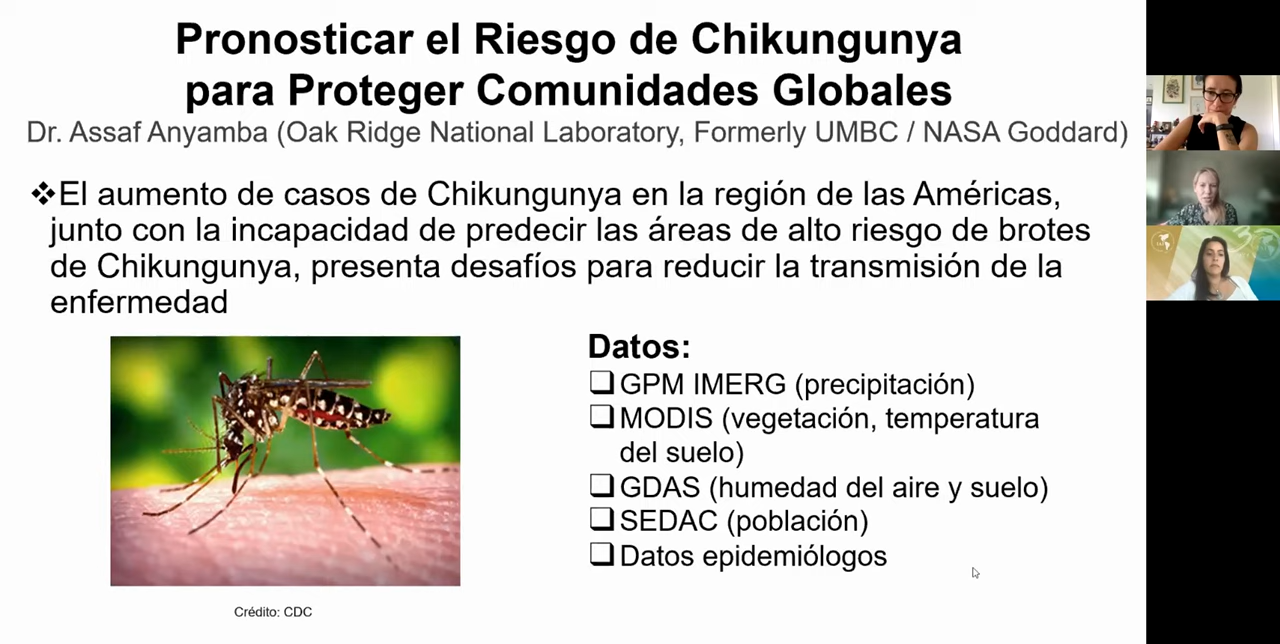 Pronosticar el Riesgo de Chikungunya
para Proteger Comunidades Globales
Dr. Assaf Anyamba (Oak Ridge National Laboratory, Formerly UMBC / NASA Goddard)
❖El aumento de casos de Chikungunya en la región de las Américas,
junto con la incapacidad de predecir las áreas de alto riesgo de brotes
de Chikungunya, presenta desafíos para reducir la transmisión de la
enfermedad
Datos:
❑GPM IMERG (precipitación)
❑MODIS (vegetación, temperatura
del suelo)
❑GDAS (humedad del aire y suelo)
❑SEDAC (población)
❑Datos epidemiólogos
Crédito: CDC